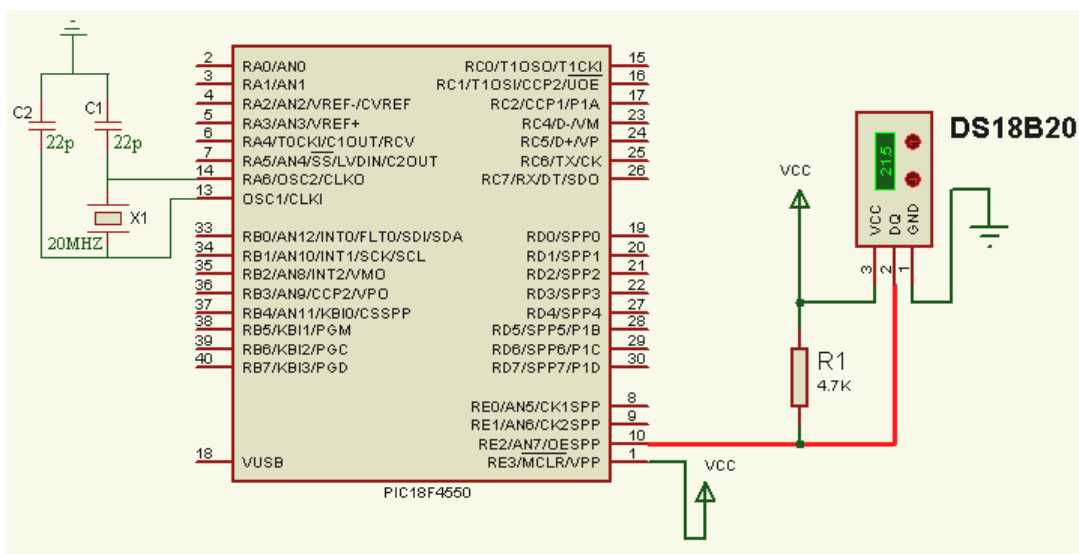 C2
22p
C1
22p
X1
20MHZ
2 RA0/AN0
3 RA1/AN1
4 RA2/AN2/VREF-/CVREF
5 RA3/AN3/VREF+
6 RA4/T0CKI/C1OUT/RCV
7 RA5/AN4/SS/LVDIN/C2OUT
14 RA6/OSC2/CLKO
13 OSC1/CLKI
33 RB0/AN12/INT0/FLT0/SDI/SDA
34 RB1/AN10/INT1/SCK/SCL
35 RB2/AN8/INT2/VMO
36 RB3/AN9/CCP2/VPO
37 RB4/AN11/KBI0/CSSPP
38 RB5/KBI1/PGM
39 RB6/KBI2/PGC
40 RB7/KBI3/PGD
18 VUSB
RC0/T1OSO/T1CKI 15
RC1/T1OSI/CCP2/UOE 16
RC2/CCP1/P1A 17
RC4/D-/VM 23
RC5/D+/VP 24
RC6/TX/CK 25
RC7/RX/DT/SDO 26
RD0/SPP0 19
RD1/SPP1 20
RD2/SPP2 21
RD3/SPP3 22
RD4/SPP4 27
RD5/SPP5/P1B 28
RD6/SPP6/P1C 29
RD7/SPP7/P1D 30
RE0/AN5/CK1SPP 8
RE1/AN6/CK2SPP 9
RE2/AN7/OESPP 10
RE3/MCLR/VPP 1
PIC18F4550
VCC
VCC
R1
4.7K
DS18B20
21.5
VCC
DQ
GND
3
2
1